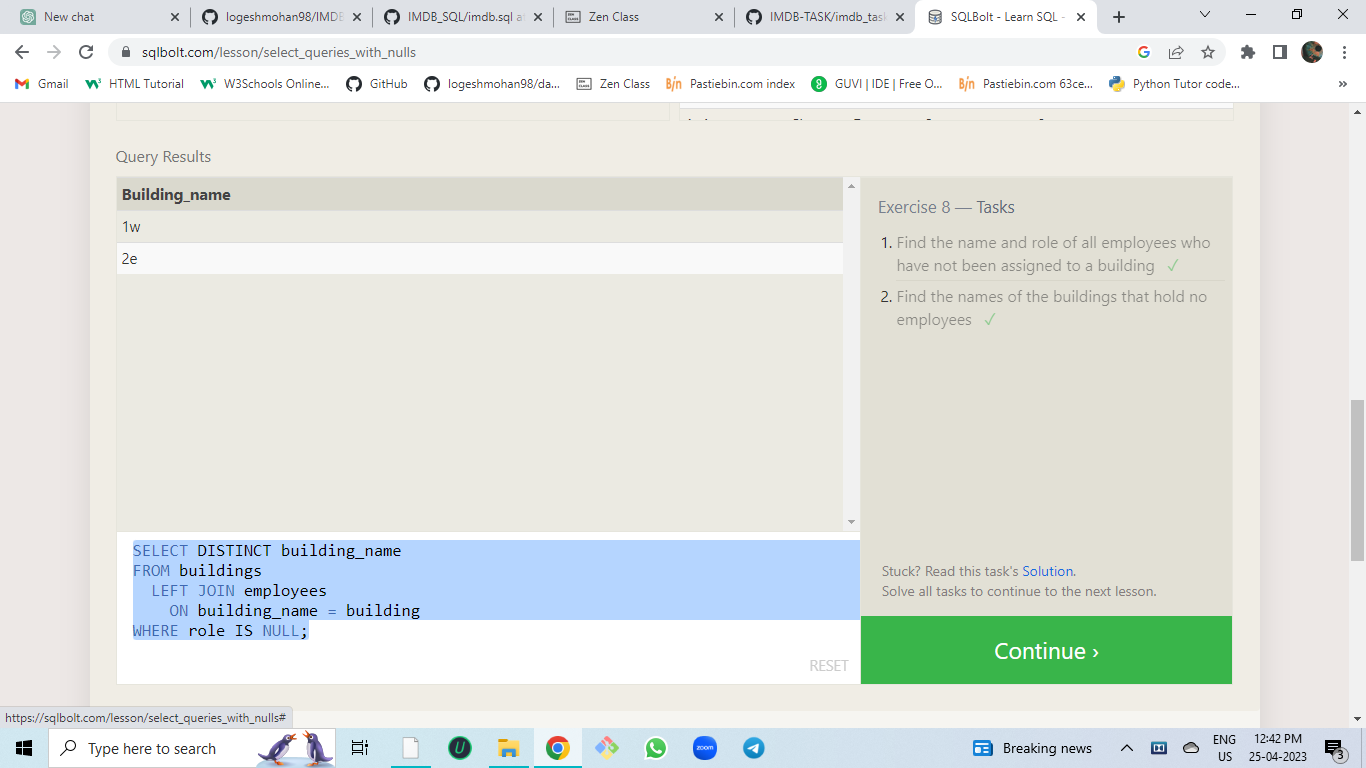 New chat
logeshmohan98/IMDB
IMDB_SQL/imdb.sql at
Zen Class
IMDB-TASK/imdb_task
SQLBolt - Learn SQL -
sqlbolt.com/lesson/select_queries_with_nulls
Gmail
HTML Tutorial
W3Schools Online...
GitHub
logeshmohan98/da...
Zen Class
Pastiebin.com index
GUVI | IDE | Free O...
Pastiebin.com 63ce...
Python Tutor code...
»
Query Results
Building_name
1w
2e
Exercise 8 — Tasks
1. Find the name and role of all employees who
have not been assigned to a building ✓
2. Find the names of the buildings that hold no
employees ✓
SELECT DISTINCT building_name
FROM buildings
LEFT JOIN employees
ON building_name = building
WHERE role IS NULL;
RESET
Stuck? Read this task's Solution.
Solve all tasks to continue to the next lesson.
Continue ›
https://sqlbolt.com/lesson/select_queries_with_nulls#
Type here to search
zoom
Breaking news
ENG
US
12:42 PM
25-04-2023
3